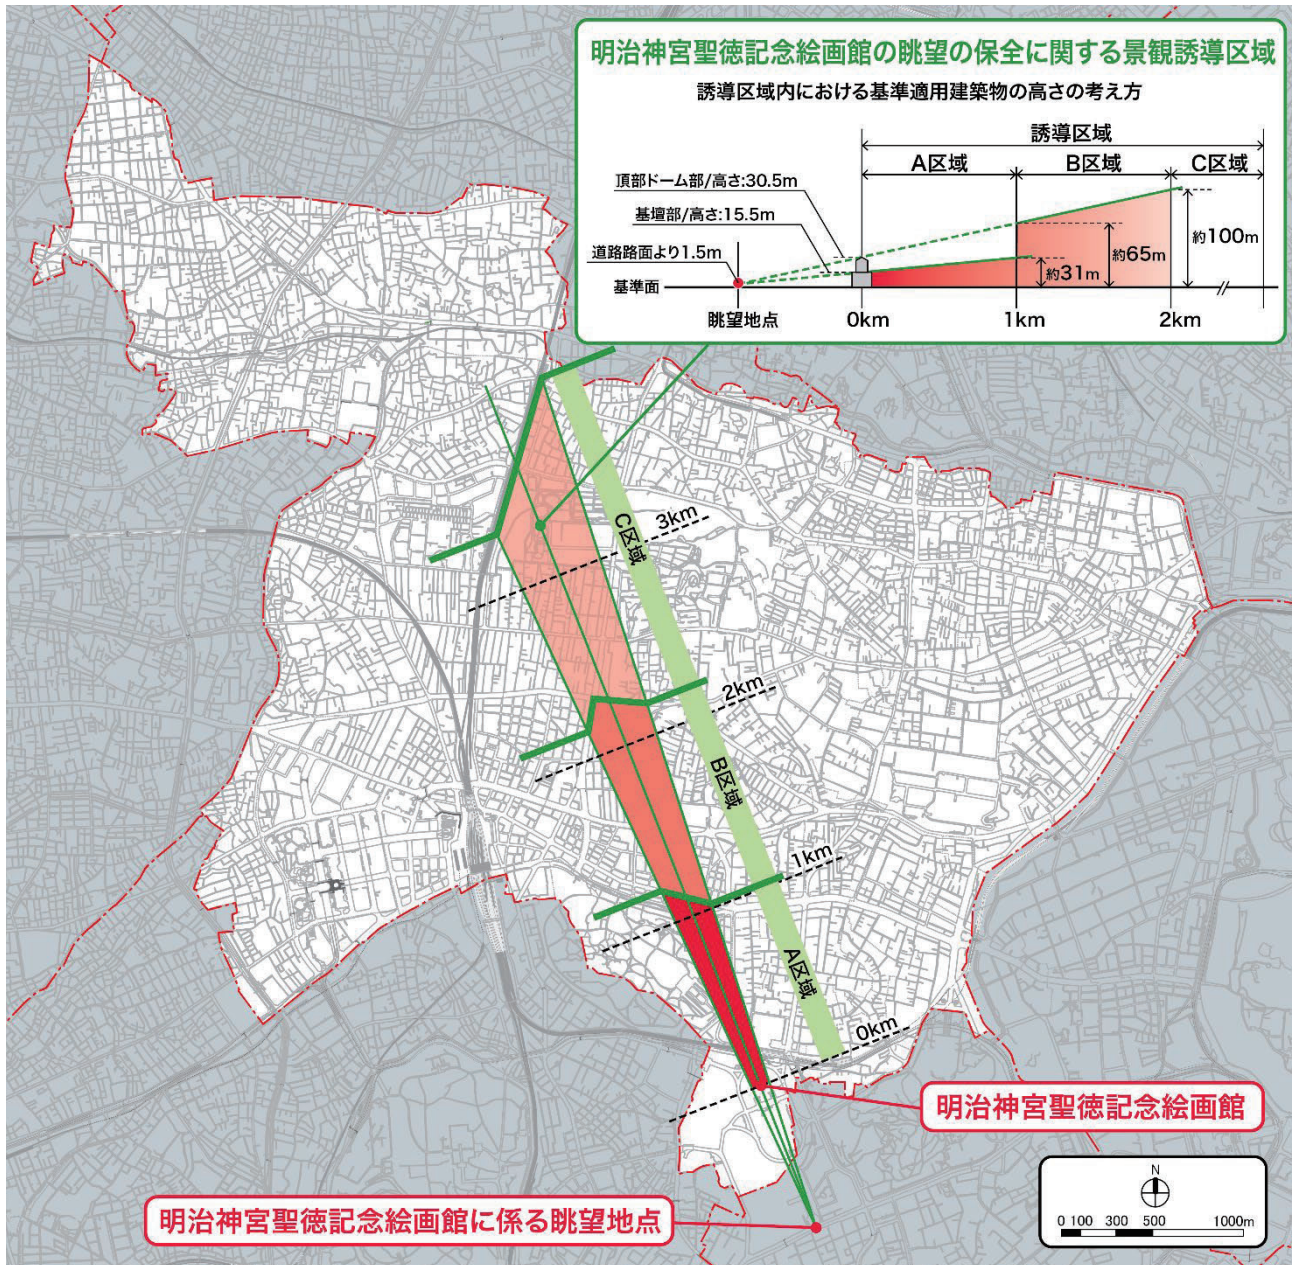 明治神宮聖徳記念絵画館の眺望の保全に関する景観誘導区域
誘導区域内における基準適用建築物の高さの考え方
誘導区域
A区域
B区域
C区域
頂部ドーム部/高さ:30.5m
基壇部/高さ:15.5m
道路路面より1.5m
基準面
約31m
約65m
約100m
眺望地点
0km
1km
2km
3km
C区域
2km
B区域
1km
A区域
0km
明治神宮聖徳記念絵画館
明治神宮聖徳記念絵画館に係る眺望地点
N
0 100 300 500 1000m